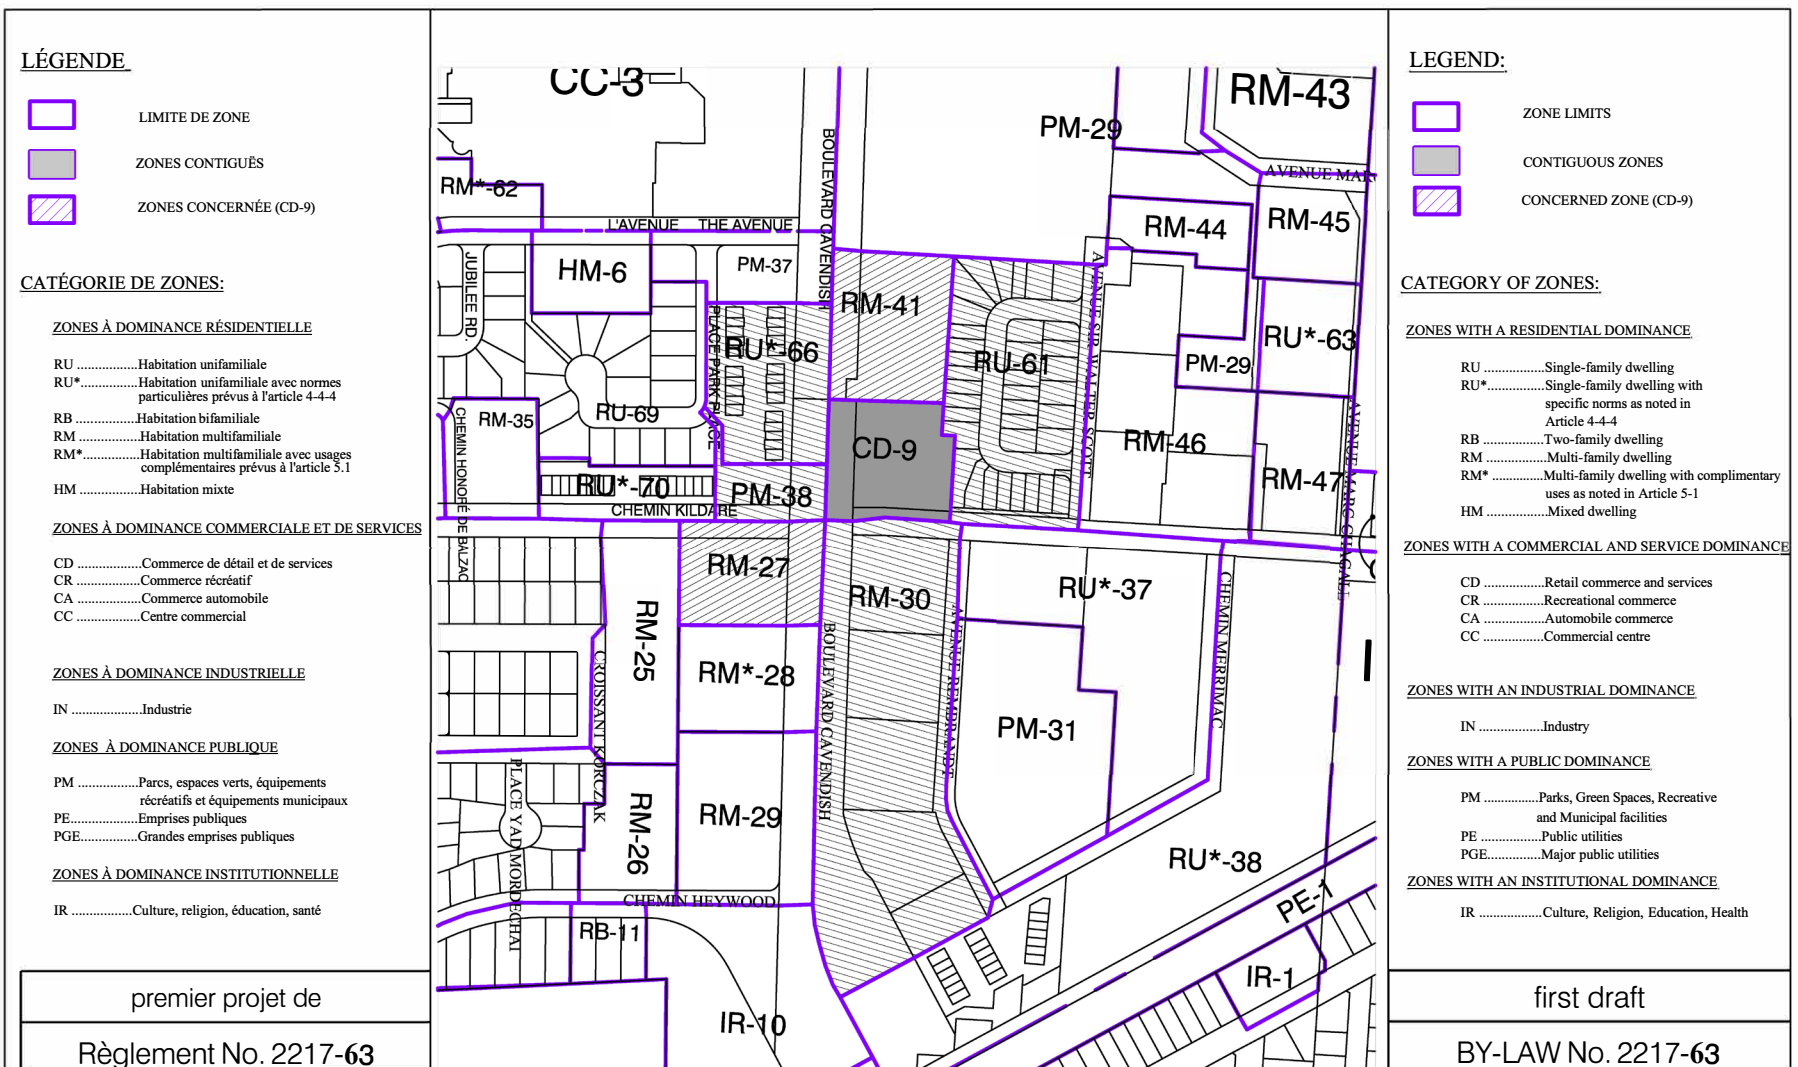 LÉGENDE
LIMITE DE ZONE
ZONES CONTIGUËS
ZONES CONCERNÉE (CD-9)
CATÉGORIE DE ZONES:
ZONES À DOMINANCE RÉSIDENTIELLE
RU .................Habitation unifamiliale
RU*................Habitation unifamiliale avec normes
particulières prévus à l'article 4-4-4
RB .................Habitation bifamiliale
RM .................Habitation multifamiliale
RM*................Habitation multifamiliale avec usages
complémentaires prévus à l'article 5.1
HM .................Habitation mixte
ZONES À DOMINANCE COMMERCIALE ET DE SERVICES
CD ..................Commerce de détail et de services
CR ..................Commerce récréatif
CA ..................Commerce automobile
CC ..................Centre commercial
ZONES À DOMINANCE INDUSTRIELLE
IN ....................Industrie
ZONES À DOMINANCE PUBLIQUE
PM .................Parcs, espaces verts, équipements
récréatifs et équipements municipaux
PE..................Emprises publiques
PGE................Grandes emprises publiques
ZONES À DOMINANCE INSTITUTIONNELLE
IR .................Culture, religion, éducation, santé
premier projet de
Règlement No. 2217-63
CC-3
RM-43
PM-29
BOULEVARD CAVENDISH
RM*-62
L'AVENUE THE AVENUE
RM-44
RM-45
JUBILEE RD.
HM-6
PM-37
RM-41
AVENUE SIR WALTER SCOTT
PLACE PARK PLACE
RU*-66
RU-61
RU*-63
PM-29
RM-35
RU-69
CHEMIN HONORÉ DE BALZAC
CD-9
RM-46
RM-47
AVENUE MARC CHAGALL
RU*-70
PM-38
CHEMIN KILDARE
RM-27
RM-30
RU*-37
CHEMIN MERRIMAC
RM-25
RM*-28
BOULEVARD CAVENDISH
AVENUE REMBRANDT
CROISSANT KORCZAK
PM-31
PLACE YAD MORDECHAI
RM-26
RM-29
RU*-38
CHEMIN HEYWOOD
PE-1
RB-11
IR-1
IR-10
LEGEND:
ZONE LIMITS
CONTIGUOUS ZONES
CONCERNED ZONE (CD-9)
CATEGORY OF ZONES:
ZONES WITH A RESIDENTIAL DOMINANCE
RU .................Single-family dwelling
RU*................Single-family dwelling with
specific norms as noted in
Article 4-4-4
RB .................Two-family dwelling
RM .................Multi-family dwelling
RM* ...............Multi-family dwelling with complimentary
uses as noted in Article 5-1
HM .................Mixed dwelling
ZONES WITH A COMMERCIAL AND SERVICE DOMINANCE
CD .................Retail commerce and services
CR .................Recreational commerce
CA .................Automobile commerce
CC .................Commercial centre
ZONES WITH AN INDUSTRIAL DOMINANCE
IN ..................Industry
ZONES WITH A PUBLIC DOMINANCE
PM ................Parks, Green Spaces, Recreative
and Municipal facilities
PE .................Public utilities
PGE...............Major public utilities
ZONES WITH AN INSTITUTIONAL DOMINANCE
IR ..................Culture, Religion, Education, Health
first draft
BY-LAW No. 2217-63